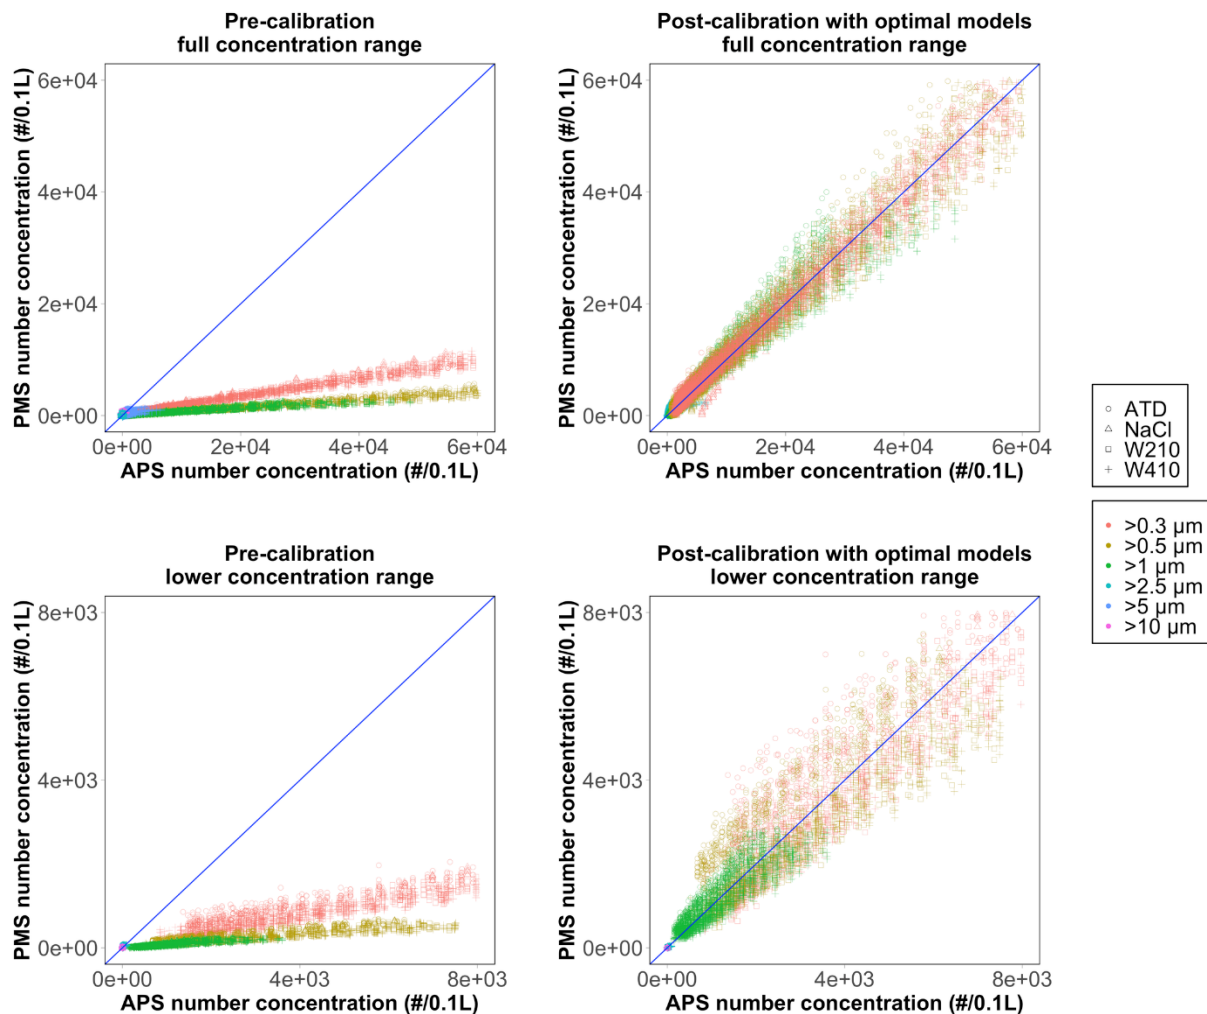 Pre-calibration
full concentration range
PMS number concentration (#/0.1L)
6e+04
4e+04
2e+04
0e+00
0e+00 2e+04 4e+04 6e+04
APS number concentration (#/0.1L)
Post-calibration with optimal models
full concentration range
PMS number concentration (#/0.1L)
6e+04
4e+04
2e+04
0e+00
0e+00 2e+04 4e+04 6e+04
APS number concentration (#/0.1L)
ATD
NaCl
W210
W410
>0.3 µm
>0.5 µm
>1 µm
>2.5 µm
>5 µm
>10 µm
Pre-calibration
lower concentration range
PMS number concentration (#/0.1L)
8e+03
4e+03
0e+00
0e+00 4e+03 8e+03
APS number concentration (#/0.1L)
Post-calibration with optimal models
lower concentration range
PMS number concentration (#/0.1L)
8e+03
4e+03
0e+00
0e+00 4e+03 8e+03
APS number concentration (#/0.1L)